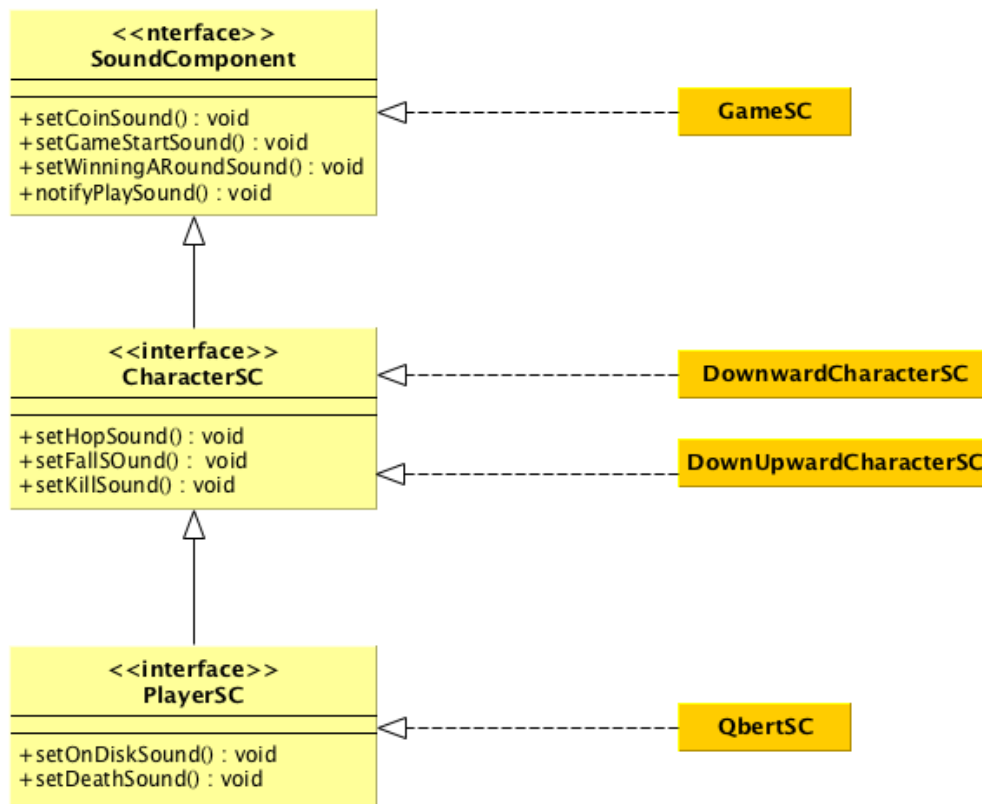 <<nterface>>
SoundComponent
+setCoinSound() : void
+setGameStartSound() : void
+setWinningARoundSound() : void
+notifyPlaySound() : void
GameSC
<<interface>>
CharacterSC
+setHopSound() : void
+setFallSOund() : void
+setKillSound() : void
DownwardCharacterSC
DownUpwardCharacterSC
<<interface>>
PlayerSC
+setOnDiskSound() : void
+setDeathSound() : void
QbertSC